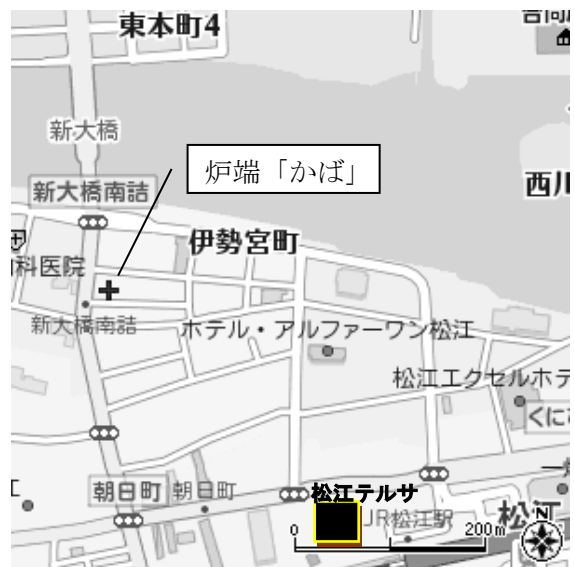 東本町4
新大橋
炉端「かば」
新大橋南詰
西川
伊勢宮町
科医院
新大橋南詰
ホテル・アルファーワン松江
松江エクセルホテ
くに
朝日町
朝日町
松江テルサ
JR松江駅
松江
0
200m
N